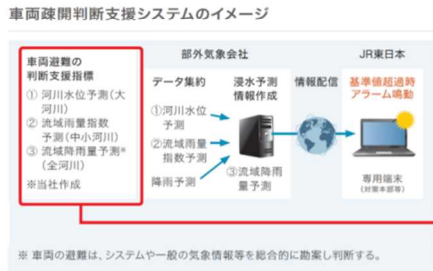 車両疎開判断支援システムのイメージ
部外気象会社
JR東日本
車両避難の
判断支援指標
① 河川水位予測(大
河川)
② 流域雨量指数
予測(中小河川)
③ 流域降雨量予測※
(全河川)
※当社作成
データ集約
①河川水位
予測
②流域雨量
指数予測
降雨予測
浸水予測
情報作成
③流域降雨
量予測
情報配信
基準値超過時
アラーム鳴動
専用端末
(対策本部等)
※ 車両の避難は、システムや一般の気象情報等を総合的に勘案し判断する。